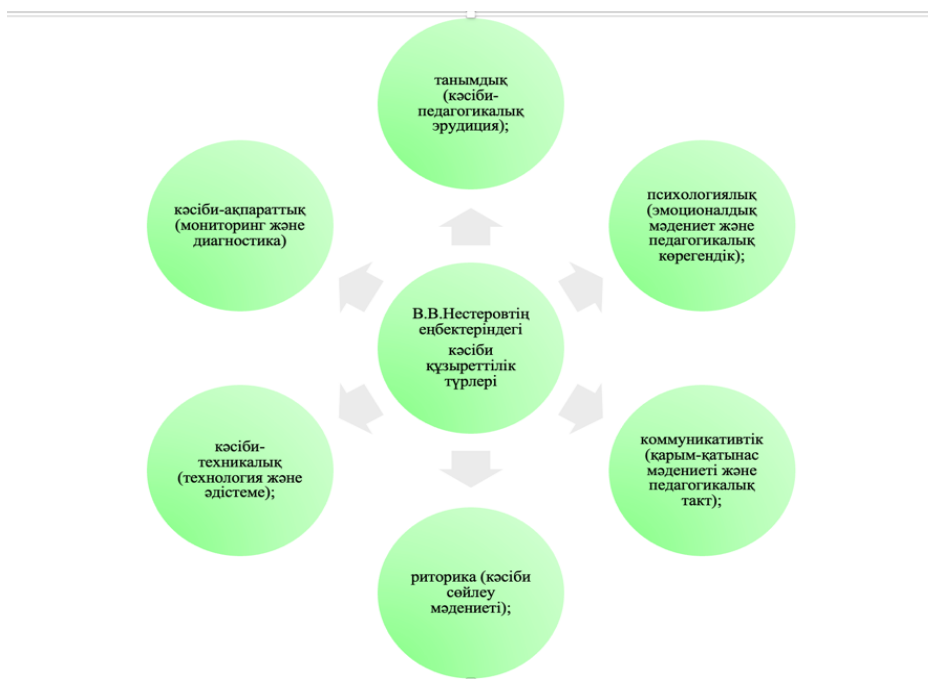 танымдық
(кәсіби-
педагогикалық
эрудиция);
психологиялық
(эмоционалдық
мәдениет және
педагогикалық
көрегендік);
кәсіби-ақпараттық
(мониторинг және
диагностика)
В.В.Нестеровтің
еңбектеріндегі
кәсіби
құзыреттілік
түрлері
коммуникативтік
(қарым-қатынас
мәдениеті және
педагогикалық
такт);
кәсіби-
техникалық
(технология және
әдістеме);
риторика (кәсіби
сөйлеу
мәдениеті);